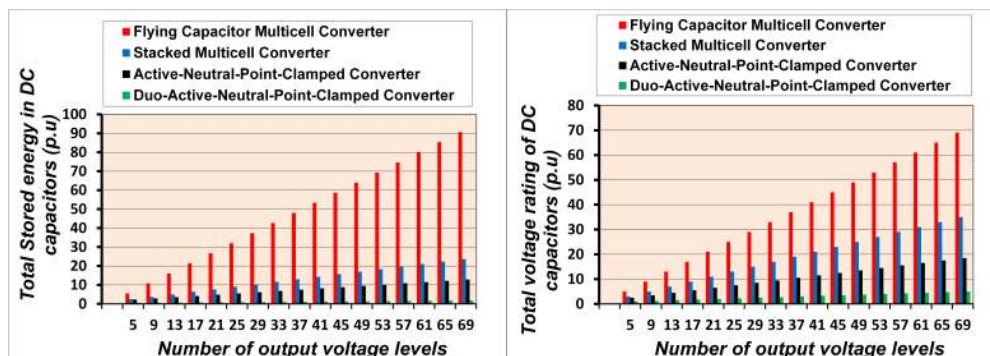 Flying Capacitor Multicell Converter
Stacked Multicell Converter
Active-Neutral-Point-Clamped Converter
Duo-Active-Neutral-Point-Clamped Converter
Total Stored energy in DC
capacitors (p.u)
100
90
80
70
60
50
40
30
20
10
0
5 9 13 17 21 25 29 33 37 41 45 49 53 57 61 65 69
Number of output voltage levels
Flying Capacitor Multicell Converter
Stacked Multicell Converter
Active-Neutral-Point-Clamped Converter
Duo-Active-Neutral-Point-Clamped Converter
Total voltage rating of DC
capacitors (p.u)
80
70
60
50
40
30
20
10
0
5 9 13 17 21 25 29 33 37 41 45 49 53 57 61 65 69
Number of output voltage levels